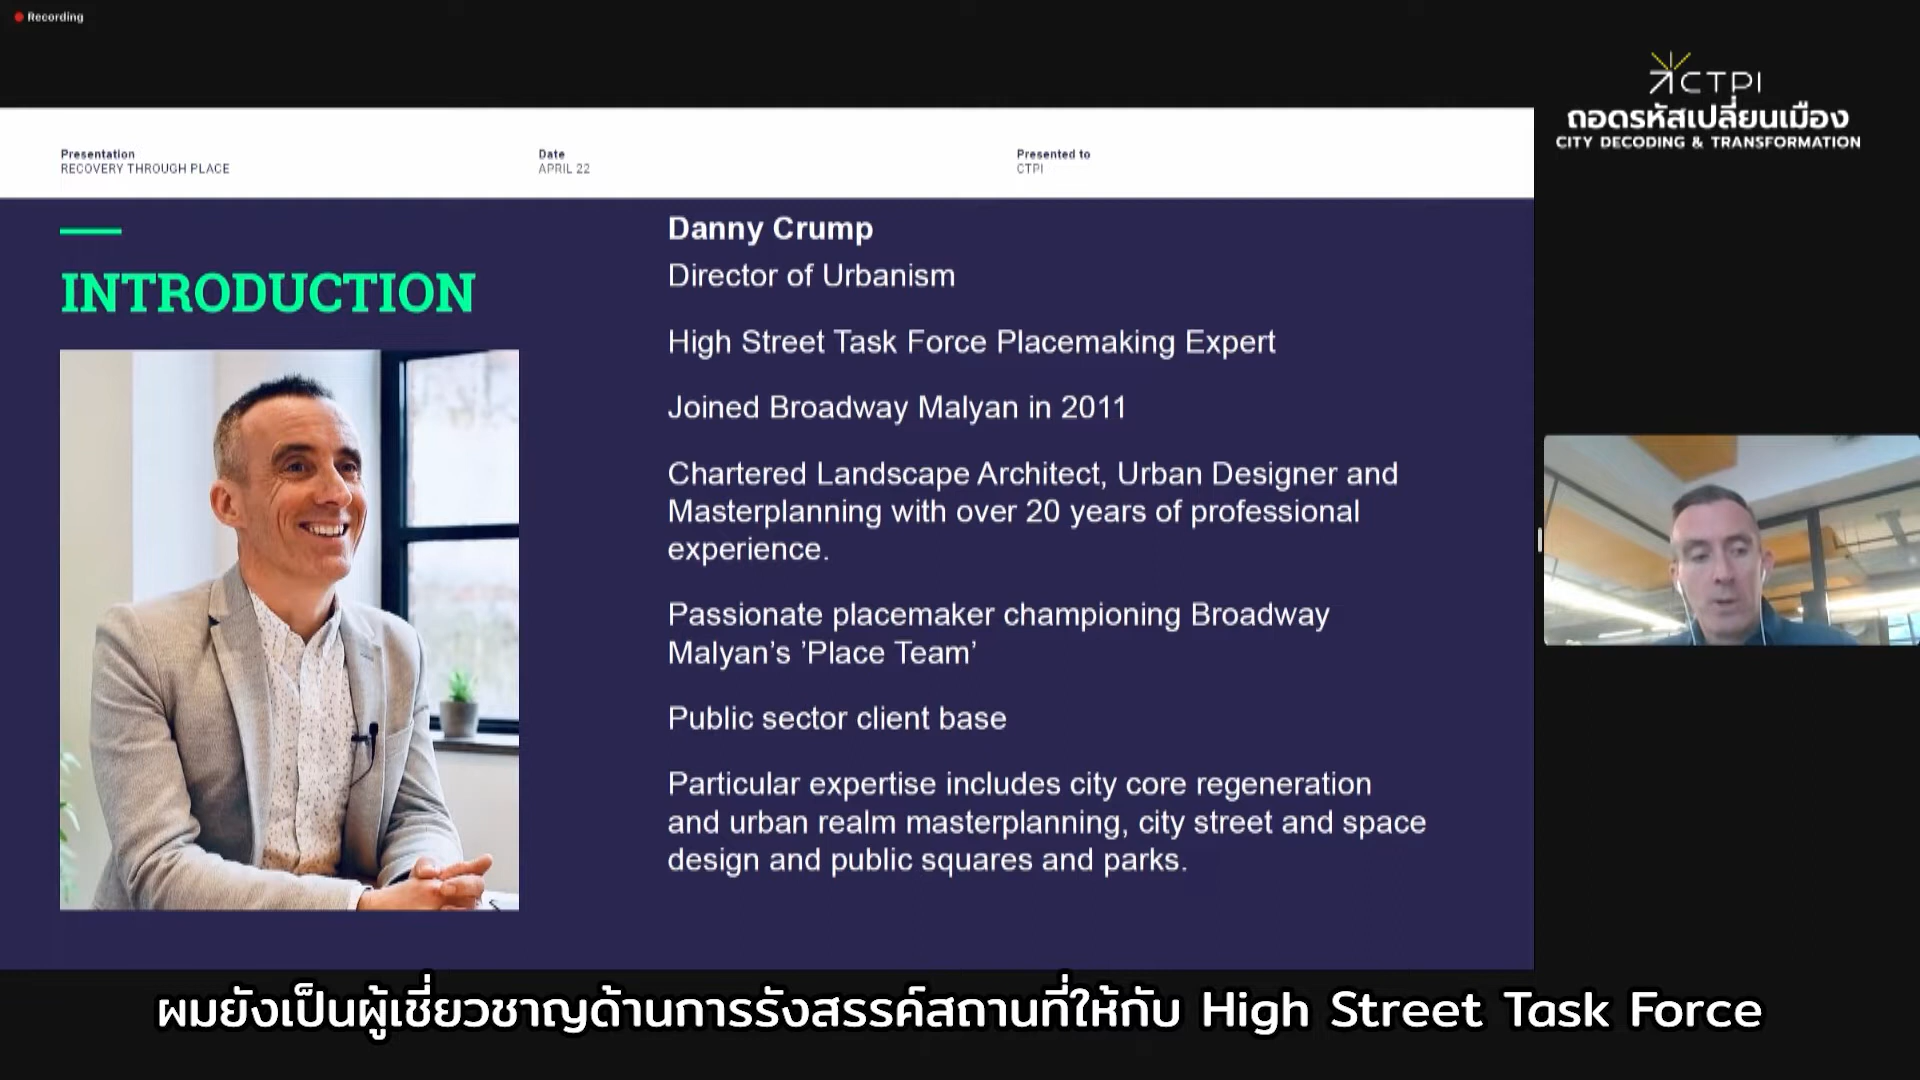 Recording
CTPI
ถอดรหัสเปลี่ยนเมือง
CITY DECODING & TRANSFORMATION
Presentation
RECOVERY THROUGH PLACE
Date
APRIL 22
Presented to
CTPI
INTRODUCTION
Danny Crump
Director of Urbanism
High Street Task Force Placemaking Expert
Joined Broadway Malyan in 2011
Chartered Landscape Architect, Urban Designer and
Masterplanning with over 20 years of professional
experience.
Passionate placemaker championing Broadway
Malyan’s ’Place Team’
Public sector client base
Particular expertise includes city core regeneration
and urban realm masterplanning, city street and space
design and public squares and parks.
ผมยังเป็นผู้เชี่ยวชาญด้านการรังสรรค์สถานที่ให้กับ High Street Task Force